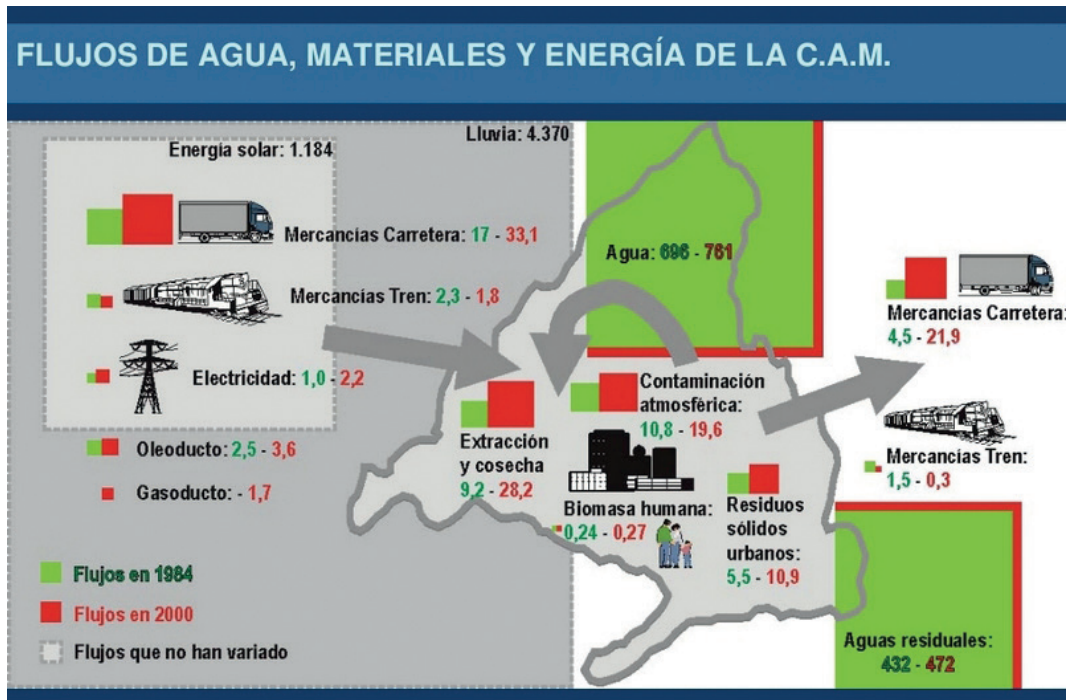 FLUJOS DE AGUA, MATERIALES Y ENERGÍA DE LA C.A.M.
Lluvia: 4.370
Energía solar: 1.184
Mercancías Carretera: 17 - 33,1
Mercancías Tren: 2,3 - 1,8
Electricidad: 1,0 - 2,2
Oleoducto: 2,5 - 3,6
Gasoducto: - 1,7
Flujos en 1984
Flujos en 2000
Flujos que no han variado
Agua: 696 - 761
Extracción
y cosecha
9,2 - 28,2
Contaminación
atmosférica:
10,8 - 19,6
Biomasa humana:
0,24 - 0,27
Residuos
sólidos
urbanos:
5,5 - 10,9
Mercancías Carretera:
4,5 - 21,9
Mercancías Tren:
1,5 - 0,3
Aguas residuales:
432 - 472